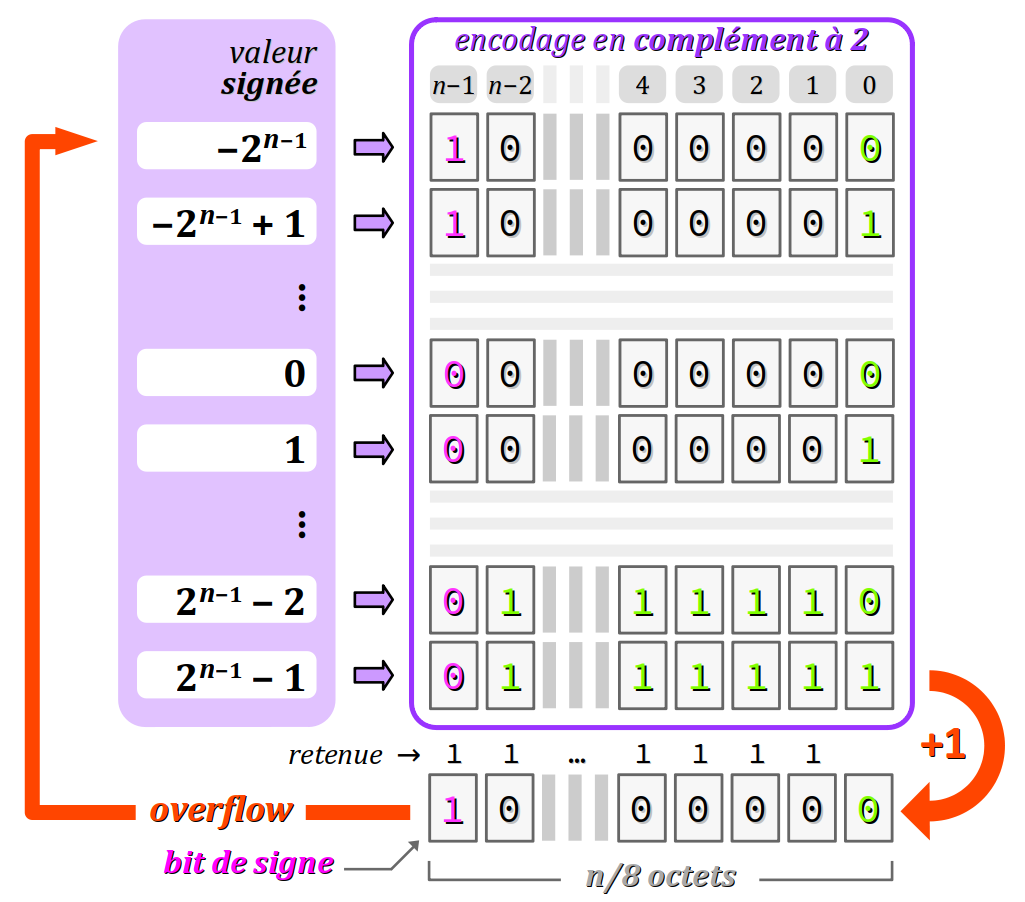 encodage en complément à 2
valeur
signée
n−1 n−2 4 3 2 1 0
−2ⁿ⁻¹ 1 0 0 0 0 0 0
−2ⁿ⁻¹ + 1 1 0 0 0 0 0 1
⋮
0 0 0 0 0 0 0 0
1 0 0 0 0 0 0 1
⋮
2ⁿ⁻¹ − 2 0 1 1 1 1 1 0
2ⁿ⁻¹ − 1 0 1 1 1 1 1 1
+1
retenue → 1 1 … 1 1 1 1
overflow 1 0 0 0 0 0 0
bit de signe
n/8 octets